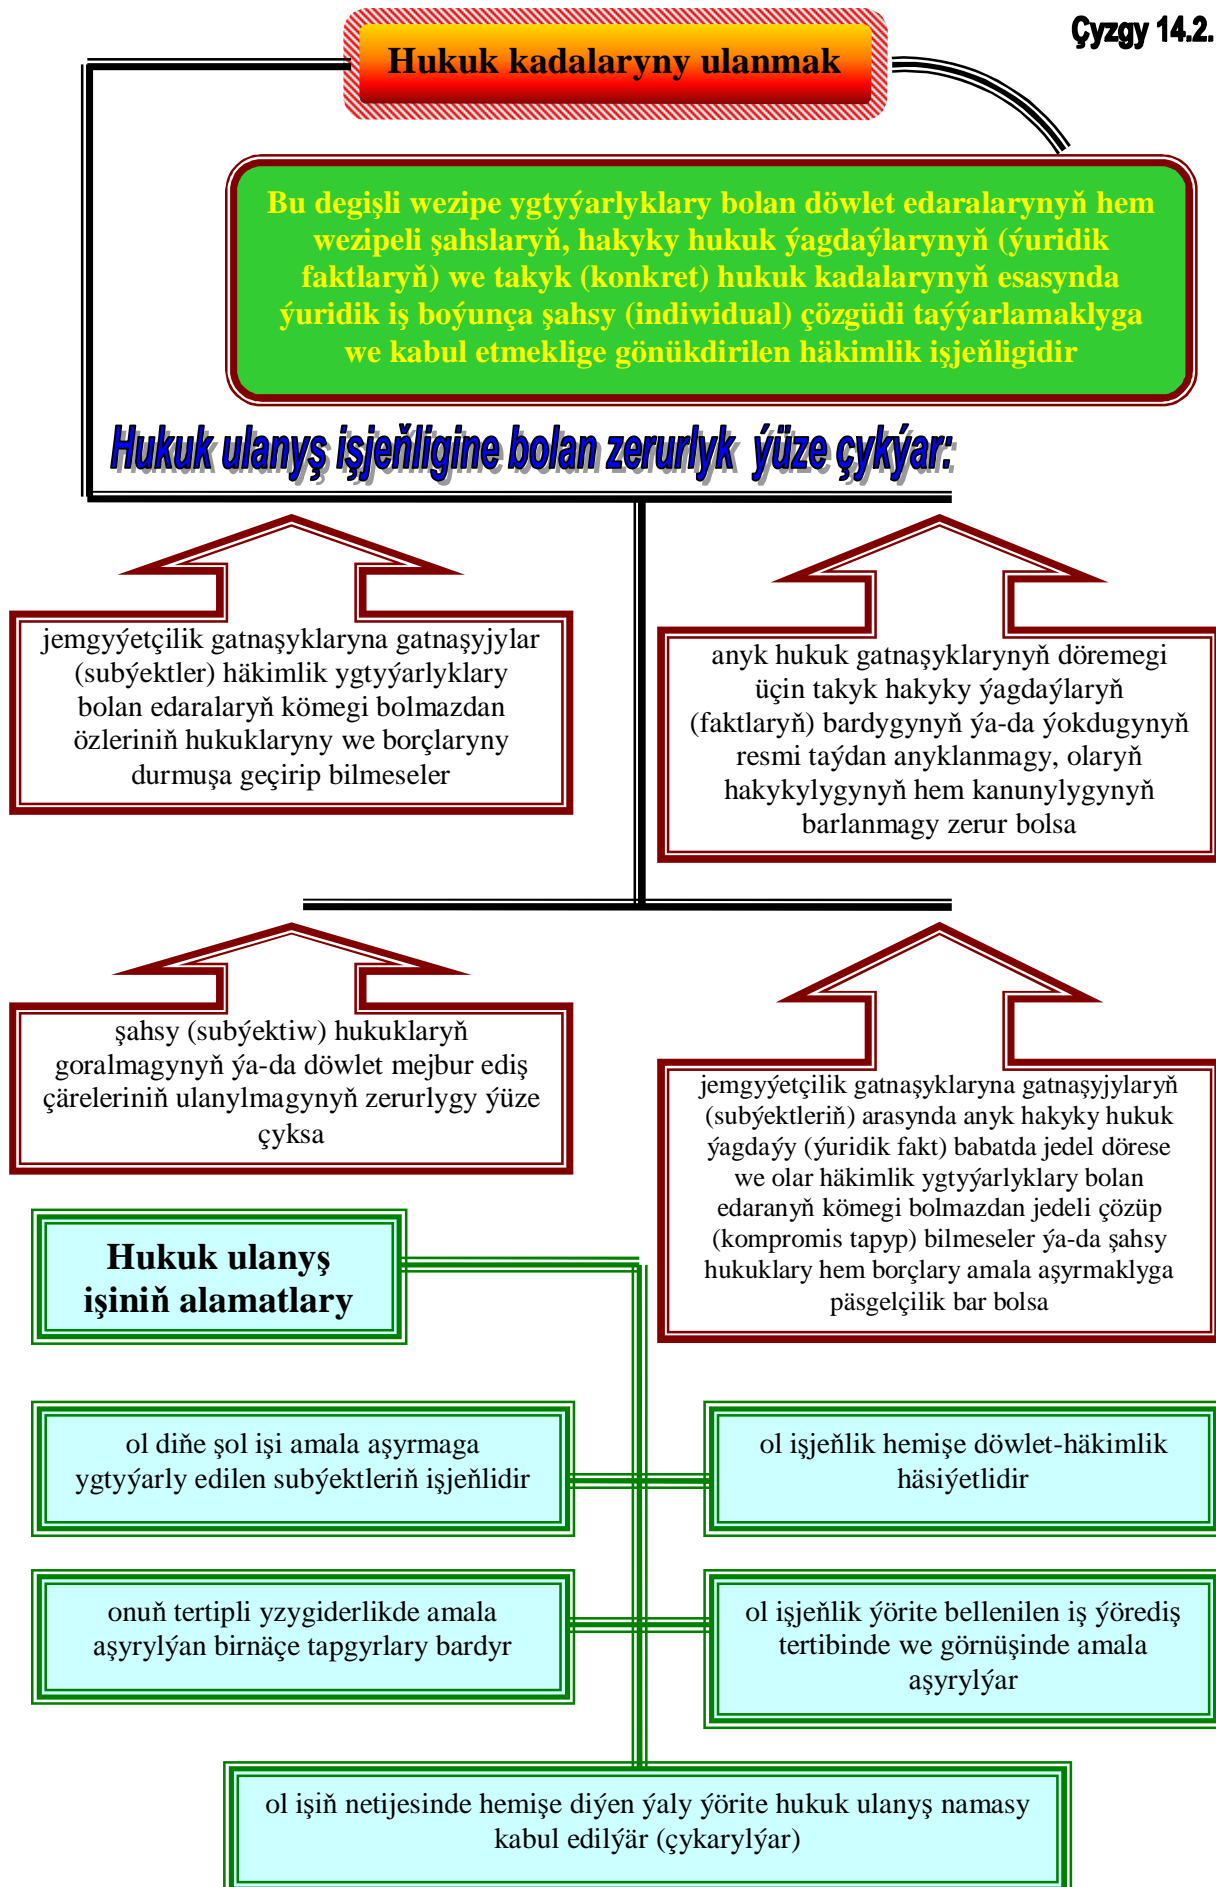 Çyzgy 14.2.
Hukuk kadalaryny ulanmak
Bu degişli wezipe ygtyýarlyklary bolan döwlet edaralarynyň hem
wezipeli şahslaryň, hakyky hukuk ýagdaýlarynyň (ýuridik
faktlaryň) we takyk (konkret) hukuk kadalarynyň esasynda
ýuridik iş boýunça şahsy (indiwidual) çözgüdi taýýarlamaklyga
we kabul etmeklige gönükdirilen häkimlik işjeňligidir
Hukuk ulanyş işjeňligine bolan zerurlyk ýüze çykýar:
jemgyýetçilik gatnaşyklaryna gatnaşyjylar
(subýektler) häkimlik ygtyýarlyklary
bolan edaralaryň kömegi bolmazdan
özleriniň hukuklaryny we borçlaryny
durmuşa geçirip bilmeseler
anyk hukuk gatnaşyklarynyň döremegi
üçin takyk hakyky ýagdaýlaryň
(faktlaryň) bardygynyň ýa-da ýokdugynyň
resmi taýdan anyklanmagy, olaryň
hakykylygynyň hem kanunylygynyň
barlanmagy zerur bolsa
şahsy (subýektiw) hukuklaryň
goralmagynyň ýa-da döwlet mejbur ediş
çäreleriniň ulanylmagynyň zerurlygy ýüze
çyksa
jemgyýetçilik gatnaşyklaryna gatnaşyjylaryň
(subýektleriň) arasynda anyk hakyky hukuk
ýagdaýy (ýuridik fakt) babatda jedel dörese
we olar häkimlik ygtyýarlyklary bolan
edaranyň kömegi bolmazdan jedeli çözüp
(kompromis tapyp) bilmeseler ýa-da şahsy
hukuklary hem borçlary amala aşyrmaklyga
päsgelçilik bar bolsa
Hukuk ulanyş
işiniň alamatlary
ol diňe şol işi amala aşyrmaga
ygtyýarly edilen subýektleriň işjeňlidir
ol işjeňlik hemişe döwlet-häkimlik
häsiýetlidir
onuň tertipli yzygiderlikde amala
aşyrylýan birnäçe tapgyrlary bardyr
ol işjeňlik ýörite bellenilen iş ýörediş
tertibinde we görnüşinde amala
aşyrylýar
ol işiň netijesinde hemişe diýen ýaly ýörite hukuk ulanyş namasy
kabul edilýär (çykarylýar)